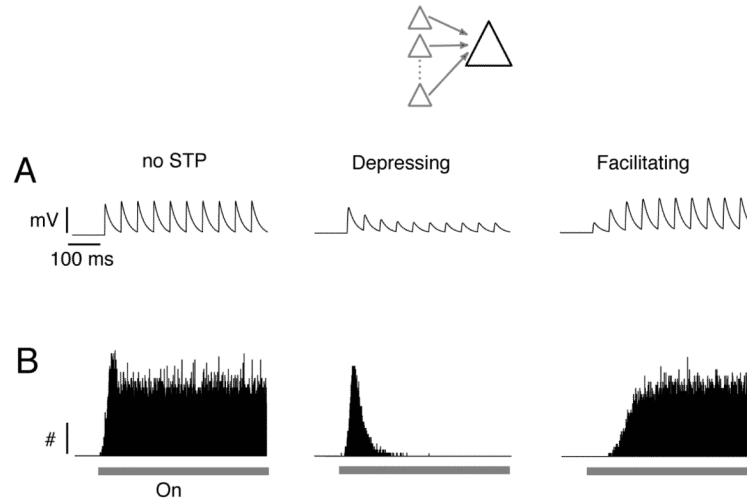 A
no STP
Depressing
Facilitating
mV
100 ms
B
#
On